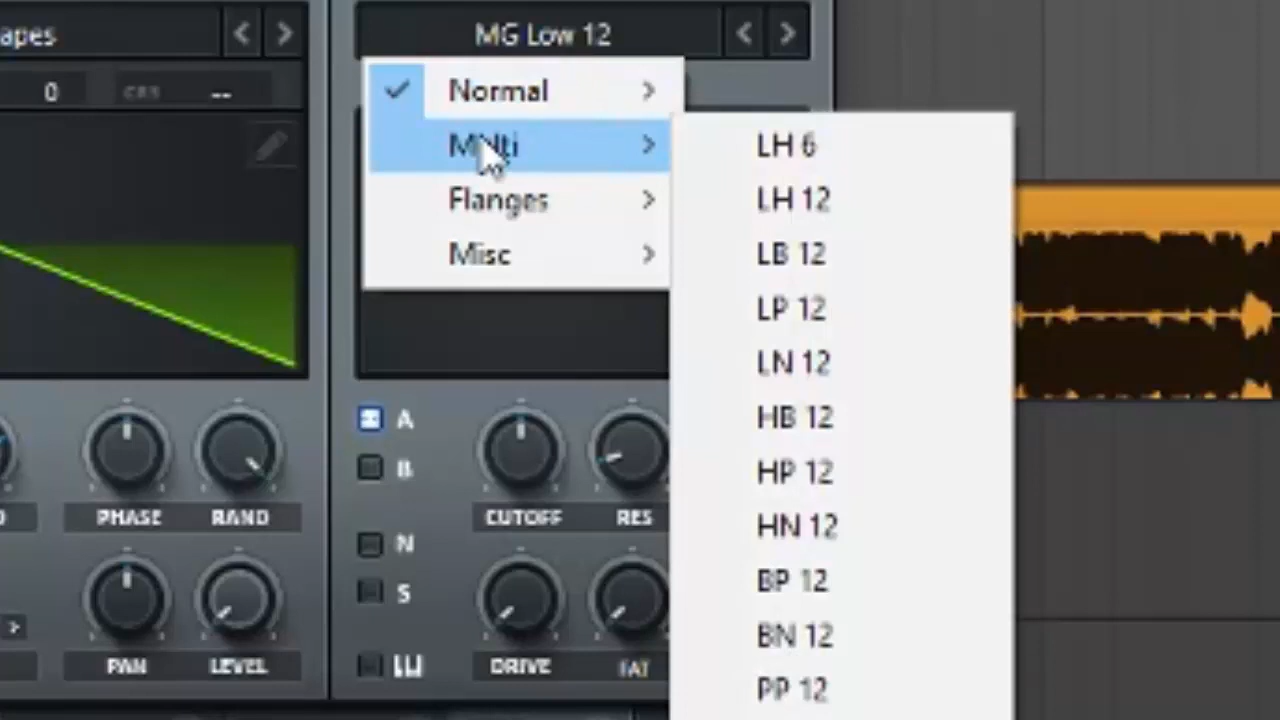 apes
MG Low 12
0
--
Normal
Multi
Flanges
Misc
LH 6
LH 12
LB 12
LP 12
LN 12
HB 12
HP 12
HN 12
BP 12
BN 12
PP 12
A
B
N
S
PHASE
RAND
CUTOFF
RES
PAN
LEVEL
DRIVE
FAT